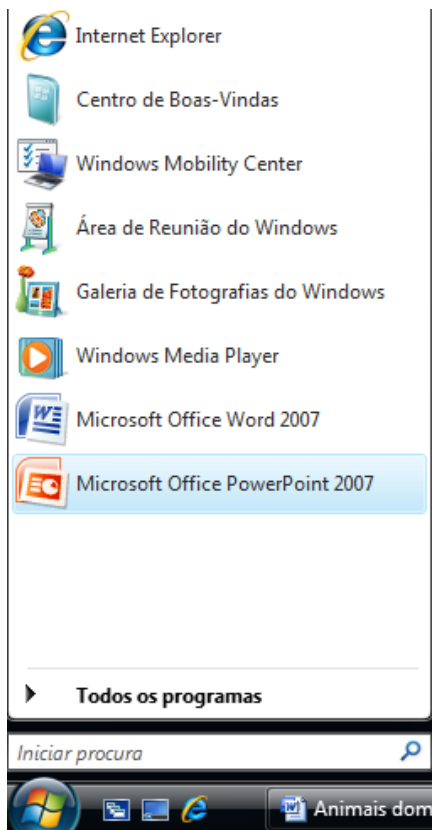 Internet Explorer
Centro de Boas-Vindas
Windows Mobility Center
Área de Reunião do Windows
Galeria de Fotografias do Windows
Windows Media Player
Microsoft Office Word 2007
Microsoft Office PowerPoint 2007
Todos os programas
Iniciar procura
Animais dom